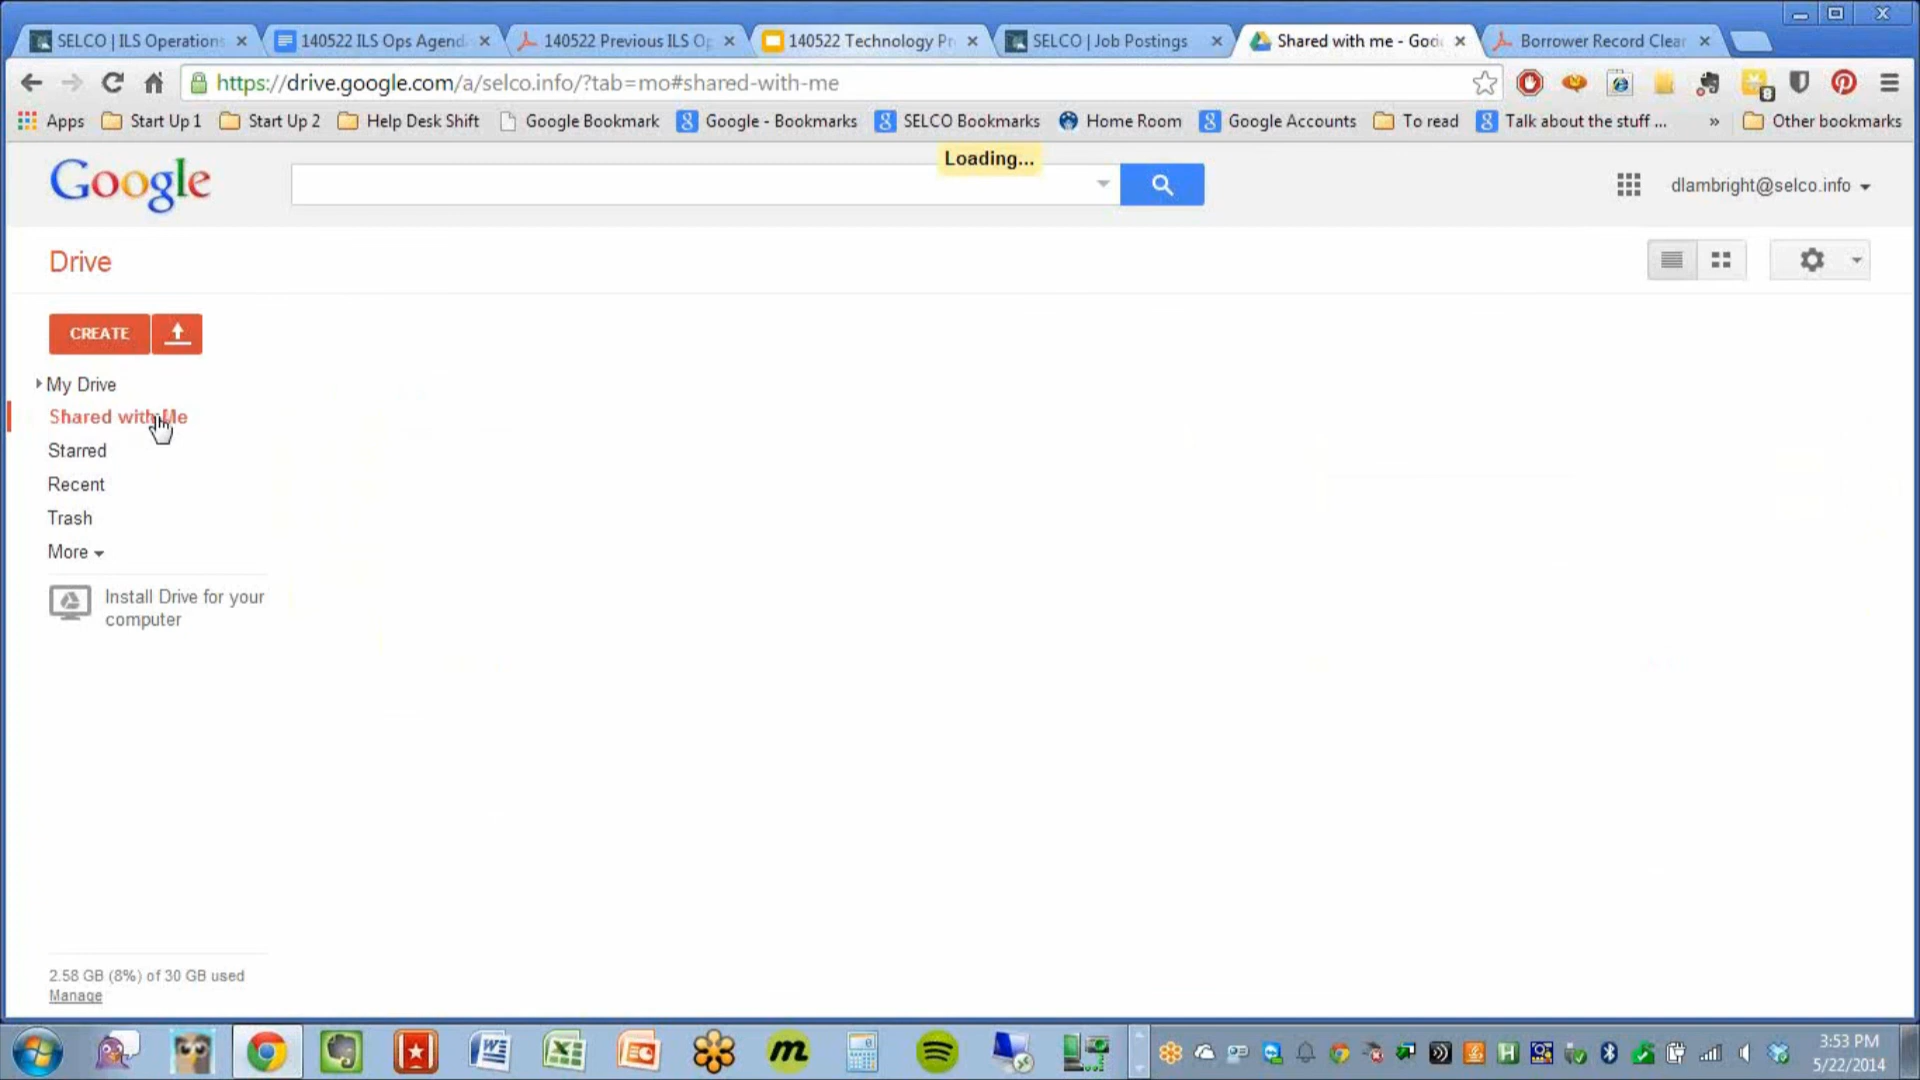 SELCO | ILS Operation
140522 ILS Ops Agend
140522 Previous ILS Op
140522 Technology Pr
SELCO | Job Postings
Shared with me - Goo
Borrower Record Clear
https://drive.google.com/a/selco.info/?tab=mo#shared-with-me
8
Apps
Start Up 1
Start Up 2
Help Desk Shift
Google Bookmark
Google - Bookmarks
SELCO Bookmarks
Home Room
Google Accounts
To read
Talk about the stuff ...
»
Other bookmarks
Loading...
Google
dlambright@selco.info
Drive
CREATE
My Drive
Shared with Me
Starred
Recent
Trash
More
Install Drive for your
computer
2.58 GB (8%) of 30 GB used
Manage
3:53 PM
5/22/2014